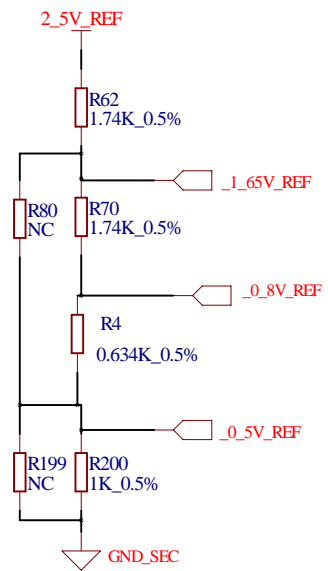 2_5V_REF
R62
1.74K_0.5%
_1_65V_REF
R80
NC
R70
1.74K_0.5%
_0_8V_REF
R4
0.634K_0.5%
_0_5V_REF
R199
NC
R200
1K_0.5%
GND_SEC